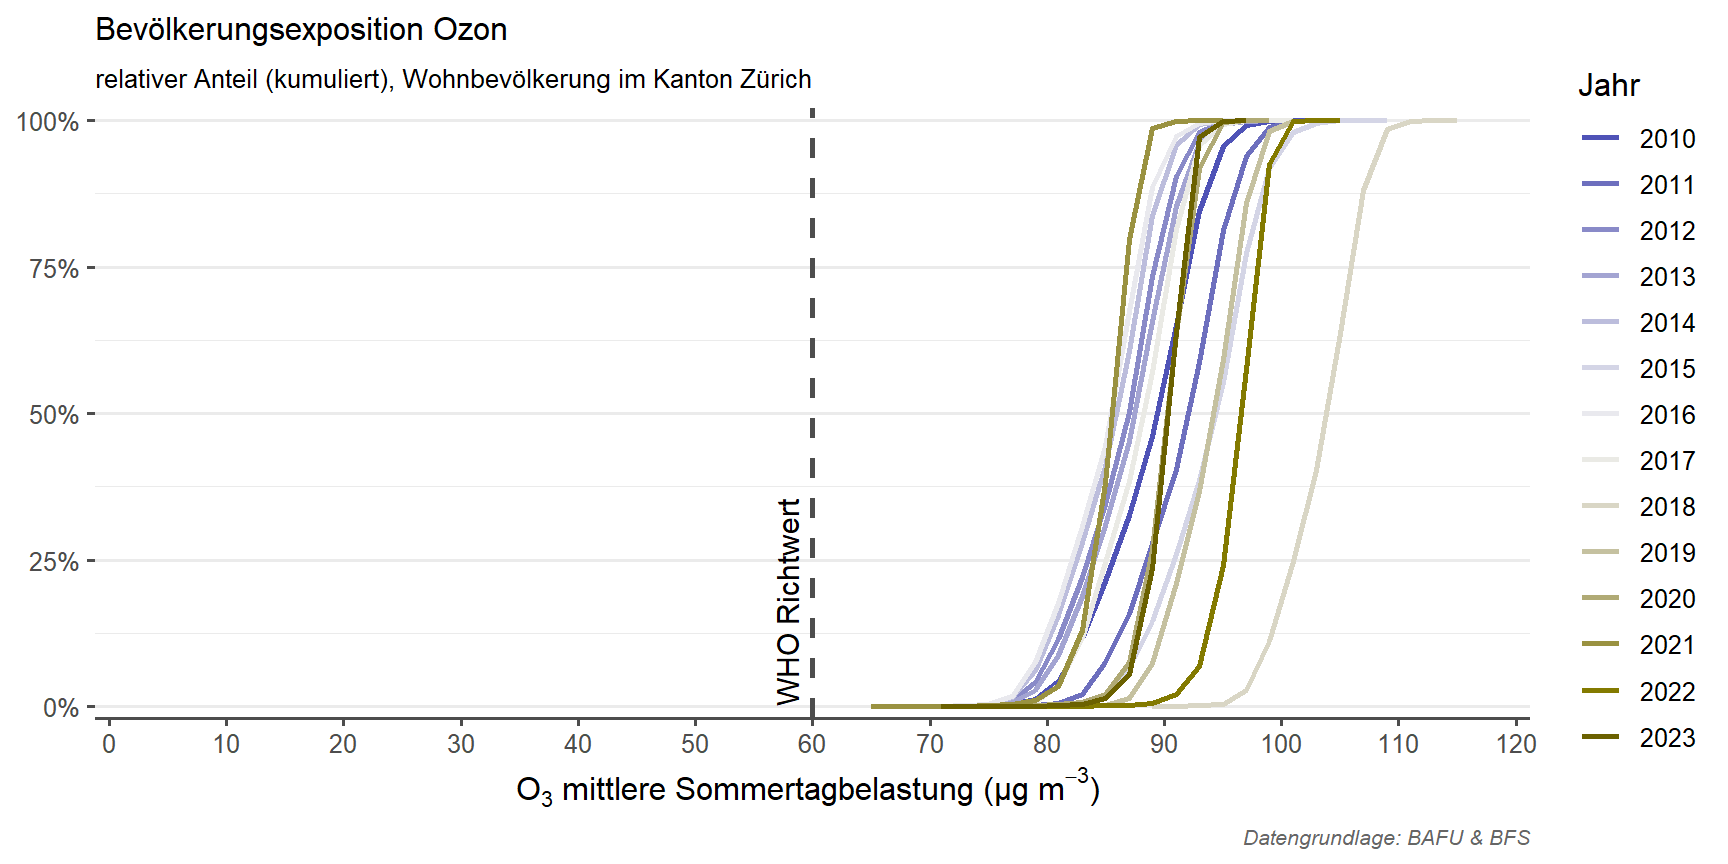 Bevölkerungsexposition Ozon
relativer Anteil (kumuliert), Wohnbevölkerung im Kanton Zürich
100%
75%
50%
25%
0%
WHO Richtwert
0 10 20 30 40 50 60 70 80 90 100 110 120
O₃ mittlere Sommertagbelastung (µg m⁻³)
Jahr
2010
2011
2012
2013
2014
2015
2016
2017
2018
2019
2020
2021
2022
2023
Datengrundlage: BAFU & BFS